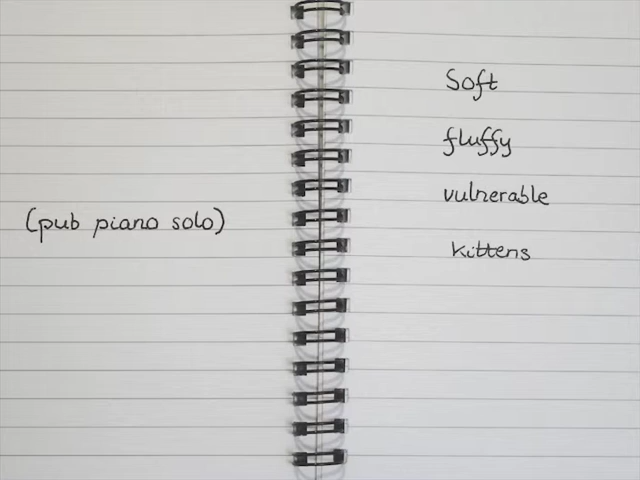 (pub piano solo)
Soft
fluffy
vulnerable
kittens